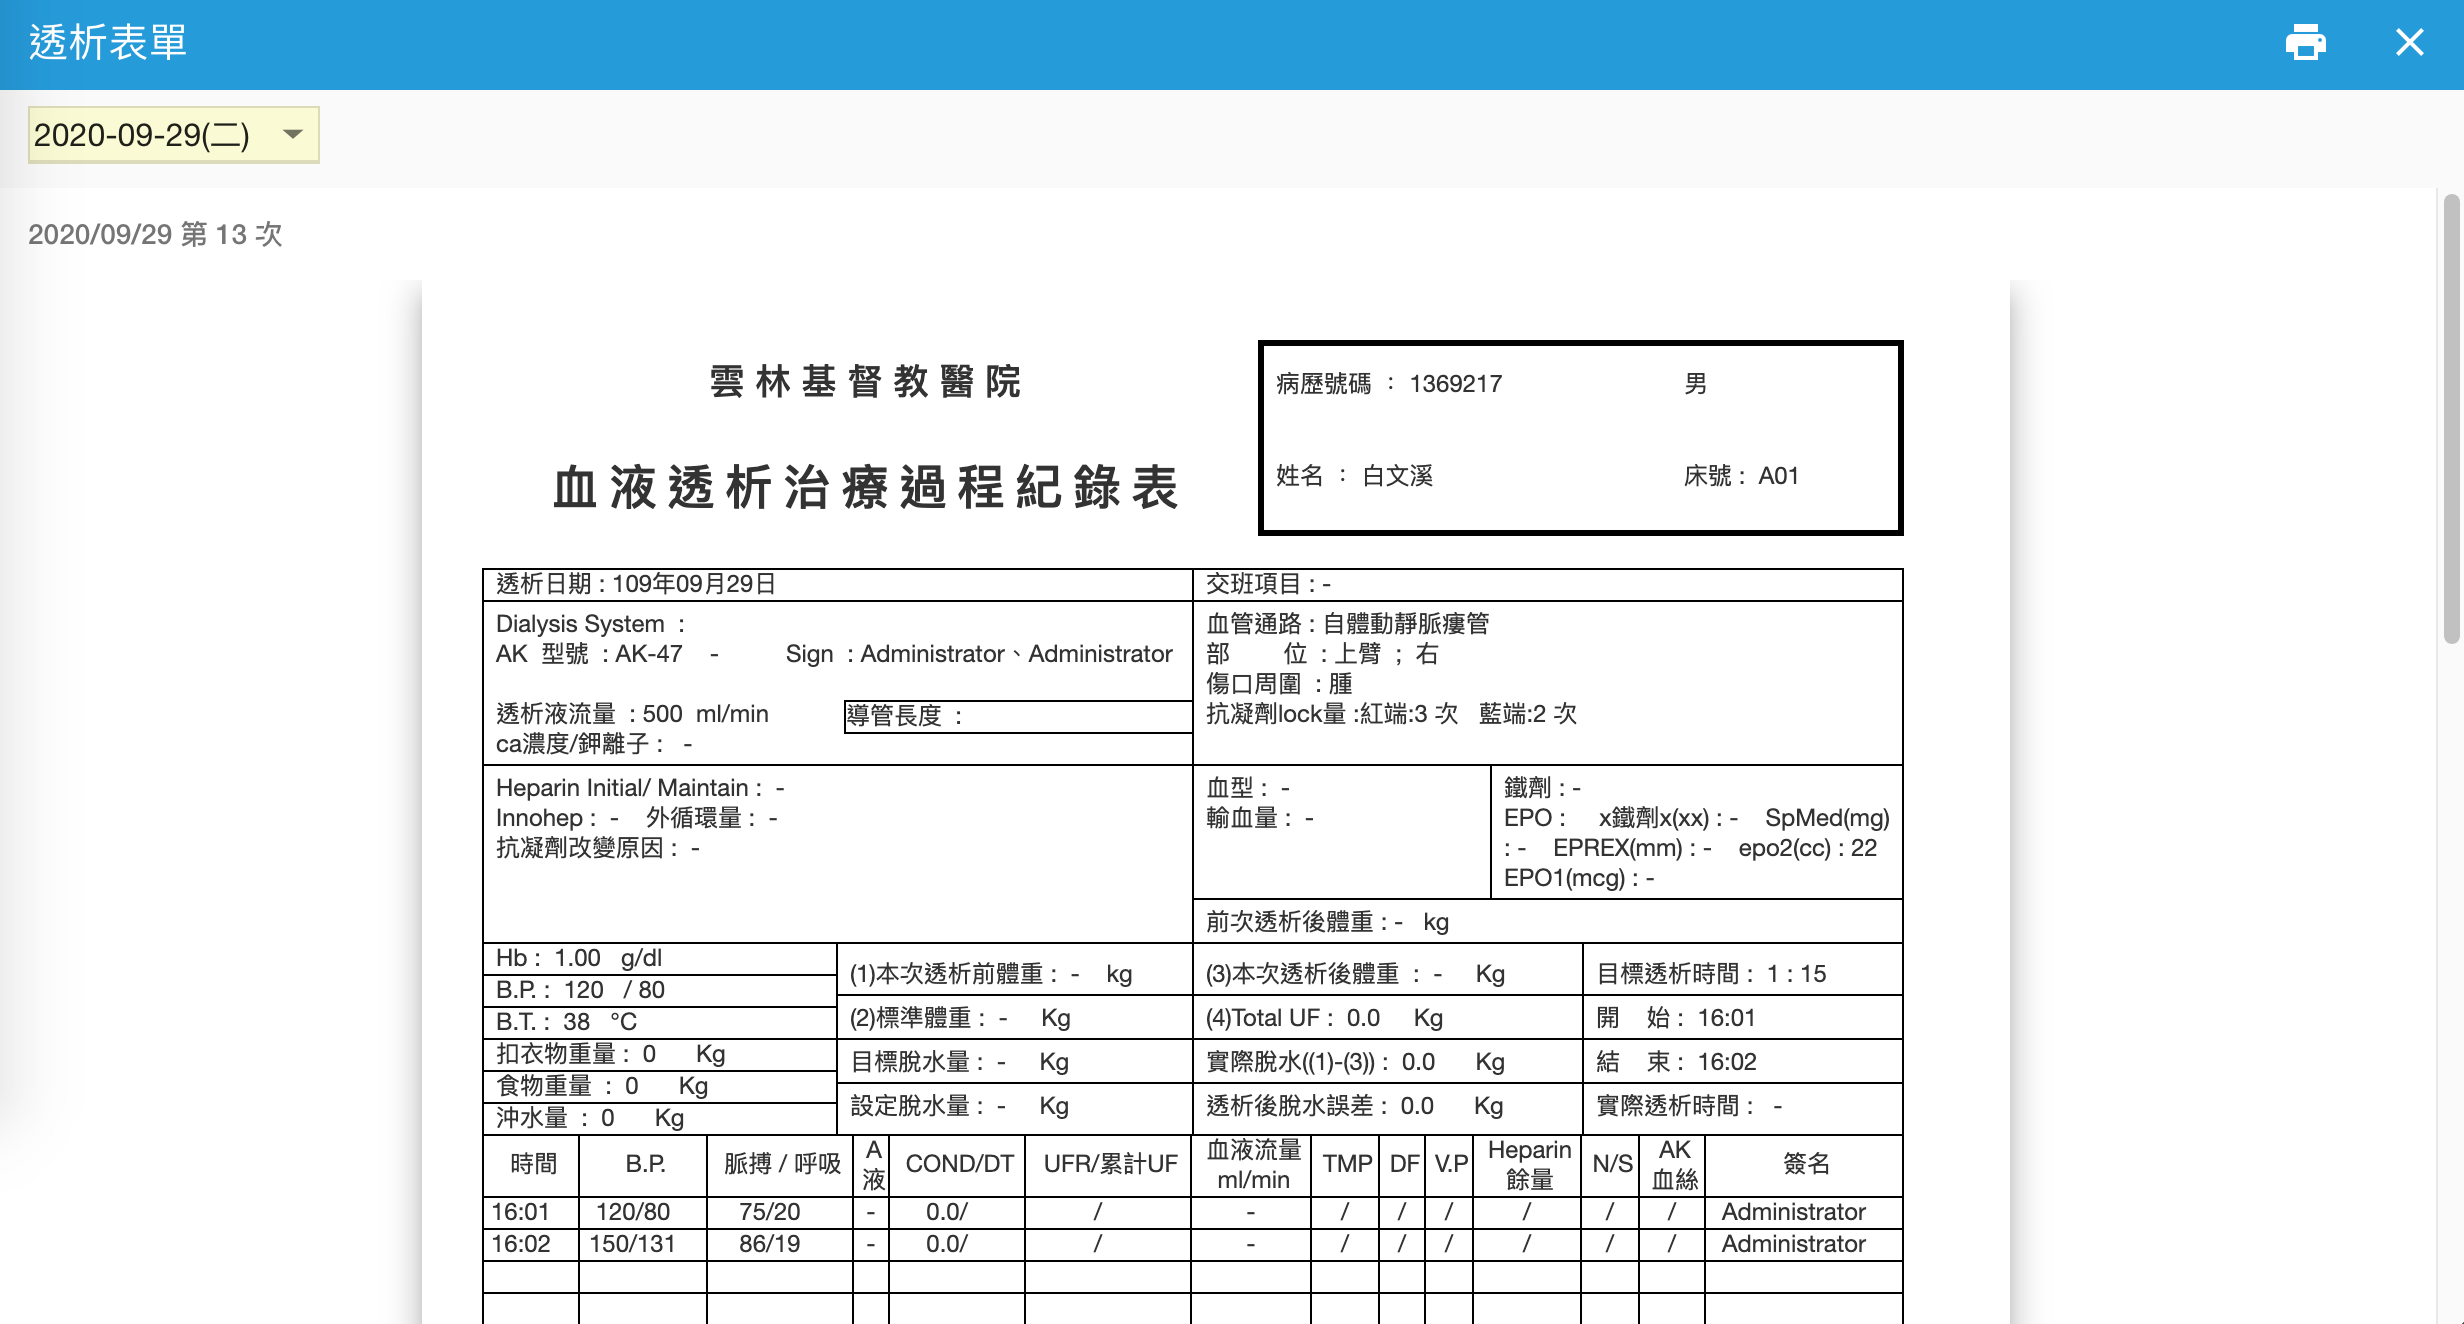 透析表單
2020-09-29(二)
2020/09/29 第 13 次
雲林基督教醫院
血液透析治療過程紀錄表
病歷號碼 : 1369217 男
姓名 : 白文溪 床號 : A01
透析日期 : 109年09月29日
交班項目 : -
Dialysis System :
AK 型號 : AK-47 - Sign : Administrator、Administrator
透析液流量 : 500 ml/min
導管長度 :
ca濃度/鉀離子 : -
血管通路 : 自體動靜脈瘻管
部 位 : 上臂 ; 右
傷口周圍 : 腫
抗凝劑lock量 :紅端:3 次 藍端:2 次
Heparin Initial/ Maintain : -
Innohep : - 外循環量 : -
抗凝劑改變原因 : -
血型 : -
輸血量 : -
鐵劑 : -
EPO : x鐵劑x(xx) : - SpMed(mg)
: - EPREX(mm) : - epo2(cc) : 22
EPO1(mcg) : -
前次透析後體重 : - kg
Hb : 1.00 g/dl
B.P. : 120 / 80
B.T. : 38 °C
扣衣物重量 : 0 Kg
食物重量 : 0 Kg
沖水量 : 0 Kg
(1)本次透析前體重 : - kg
(2)標準體重 : - Kg
目標脫水量 : - Kg
設定脫水量 : - Kg
(3)本次透析後體重 : - Kg
(4)Total UF : 0.0 Kg
實際脫水((1)-(3)) : 0.0 Kg
透析後脫水誤差 : 0.0 Kg
目標透析時間 : 1 : 15
開 始 : 16:01
結 束 : 16:02
實際透析時間 : -
時間 B.P. 脈搏 / 呼吸 A液 COND/DT UFR/累計UF 血液流量 ml/min TMP DF V.P Heparin 餘量 N/S AK 血絲 簽名
16:01 120/80 75/20 - 0.0/ / - / / / / / / Administrator
16:02 150/131 86/19 - 0.0/ / - / / / / / / Administrator